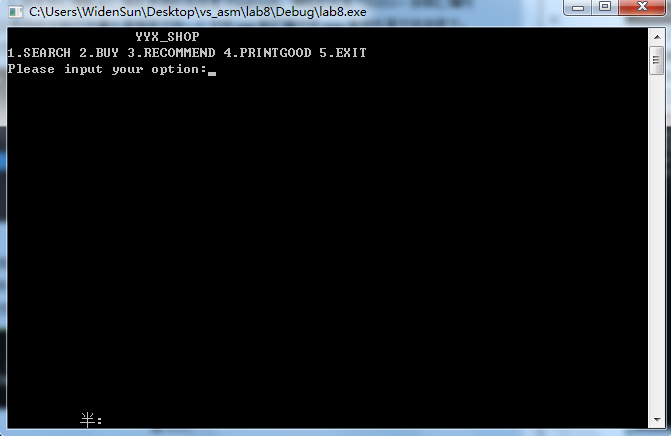 C:\Users\WidenSun\Desktop\vs_asm\lab8\Debug\lab8.exe
YYX_SHOP
1.SEARCH 2.BUY 3.RECOMMEND 4.PRINTGOOD 5.EXIT
Please input your option:
半: